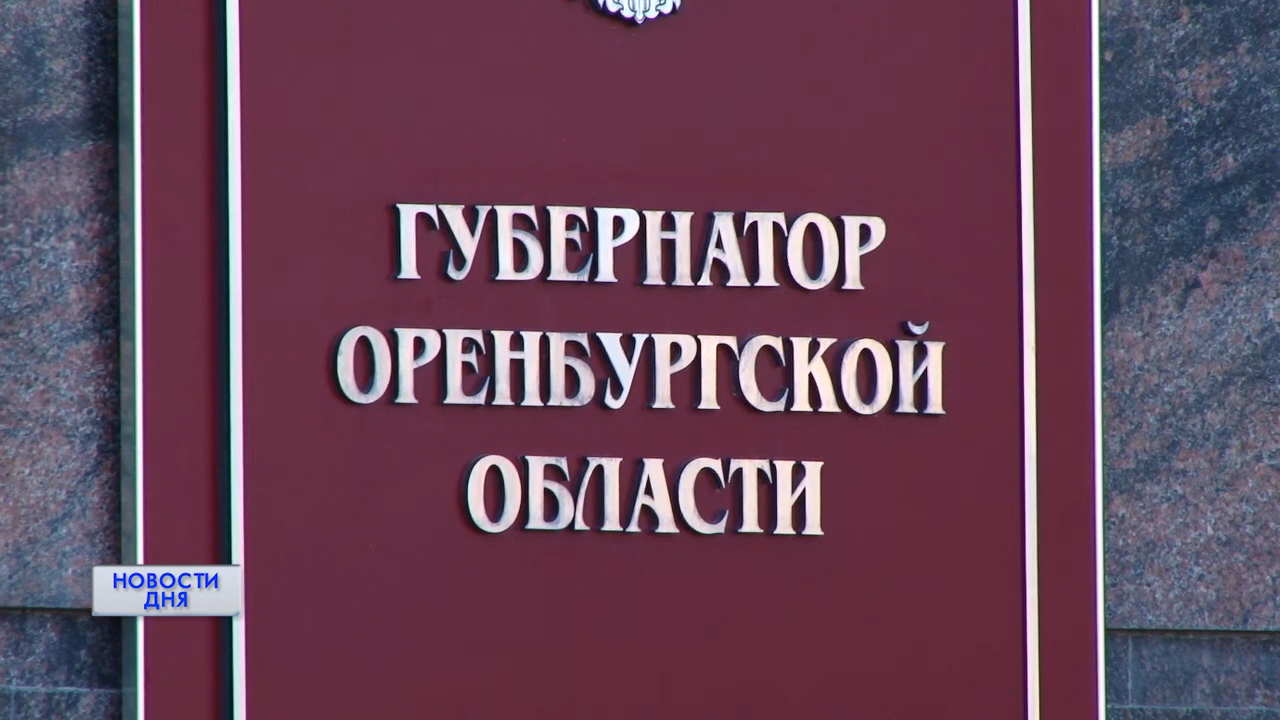 ГУБЕРНАТОР
ОРЕНБУРГСКОЙ
ОБЛАСТИ
НОВОСТИ
ДНЯ